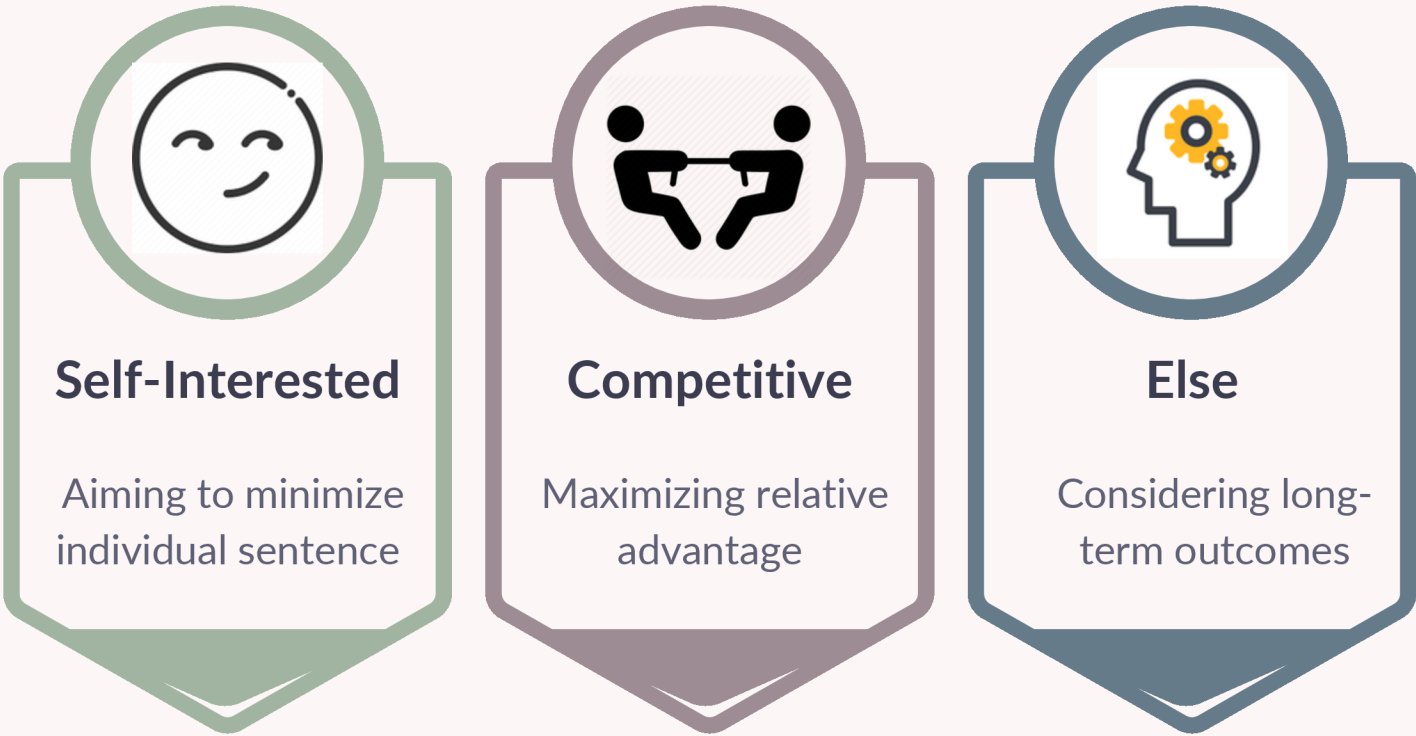 Self-Interested
Aiming to minimize
individual sentence
Competitive
Maximizing relative
advantage
Else
Considering long-
term outcomes